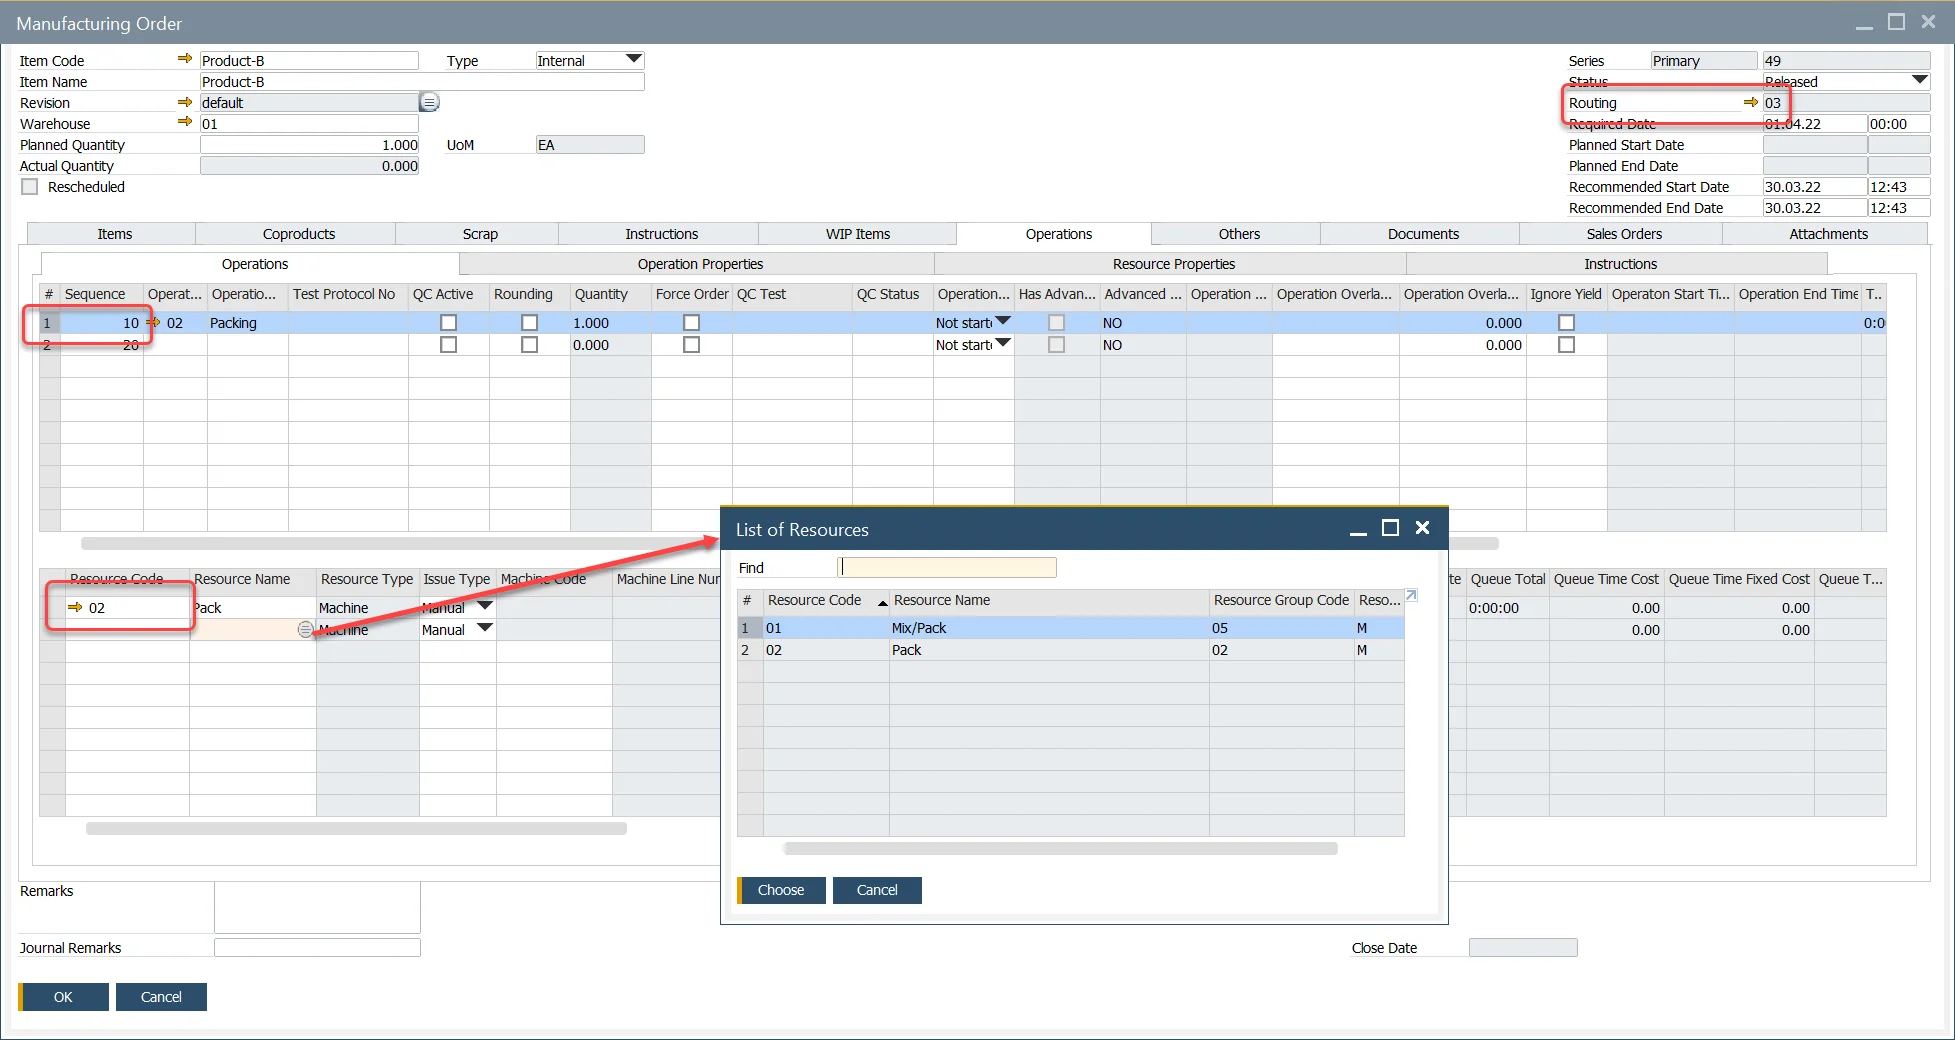 Manufacturing Order
Item Code Product-B Type Internal Series Primary 49
Item Name Product-B Status Released
Revision default Routing 03
Warehouse 01 Required Date 01.04.22 00:00
Planned Quantity 1.000 UoM EA Planned Start Date
Actual Quantity 0.000 Planned End Date
Rescheduled Recommended Start Date 30.03.22 12:43
Recommended End Date 30.03.22 12:43
Items Coproducts Scrap Instructions WIP Items Operations Others Documents Sales Orders Attachments
Operations Operation Properties Resource Properties Instructions
# Sequence Operat... Operatio... Test Protocol No QC Active Rounding Quantity Force Order QC Test QC Status Operation... Has Advan... Advanced ... Operation ... Operation Overla... Operation Overla... Ignore Yield Operaton Start Ti... Operation End Time T..
1 10 02 Packing 1.000 Not start NO 0.000 0:0
2 20 0.000 Not start NO 0.000
Resource Code Resource Name Resource Type Issue Type Machine Code Machine Line Nur te Queue Total Queue Time Cost Queue Time Fixed Cost Queue T...
02 Pack Machine Manual 0:00:00 0.00 0.00
Machine Manual 0.00 0.00
List of Resources
Find
# Resource Code Resource Name Resource Group Code Reso...
1 01 Mix/Pack 05 M
2 02 Pack 02 M
Choose Cancel
Remarks
Journal Remarks Close Date
OK Cancel